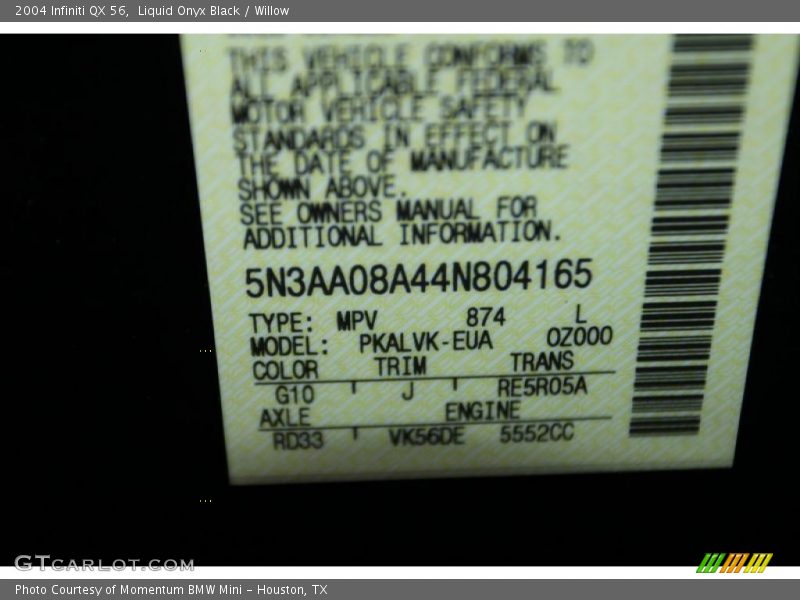 2004 Infiniti QX 56, Liquid Onyx Black / Willow
THIS VEHICLE CONFORMS TO
ALL APPLICABLE FEDERAL
MOTOR VEHICLE SAFETY
STANDARDS IN EFFECT ON
THE DATE OF MANUFACTURE
SHOWN ABOVE.
SEE OWNERS MANUAL FOR
ADDITIONAL INFORMATION.
5N3AA08A44N804165
TYPE: MPV 874 L
MODEL: PKALVK-EUA 0Z000
COLOR TRIM TRANS
G10 J RE5R05A
AXLE ENGINE
RD33 VK56DE 5552CC
GTCARLOT.COM
Photo Courtesy of Momentum BMW Mini - Houston, TX